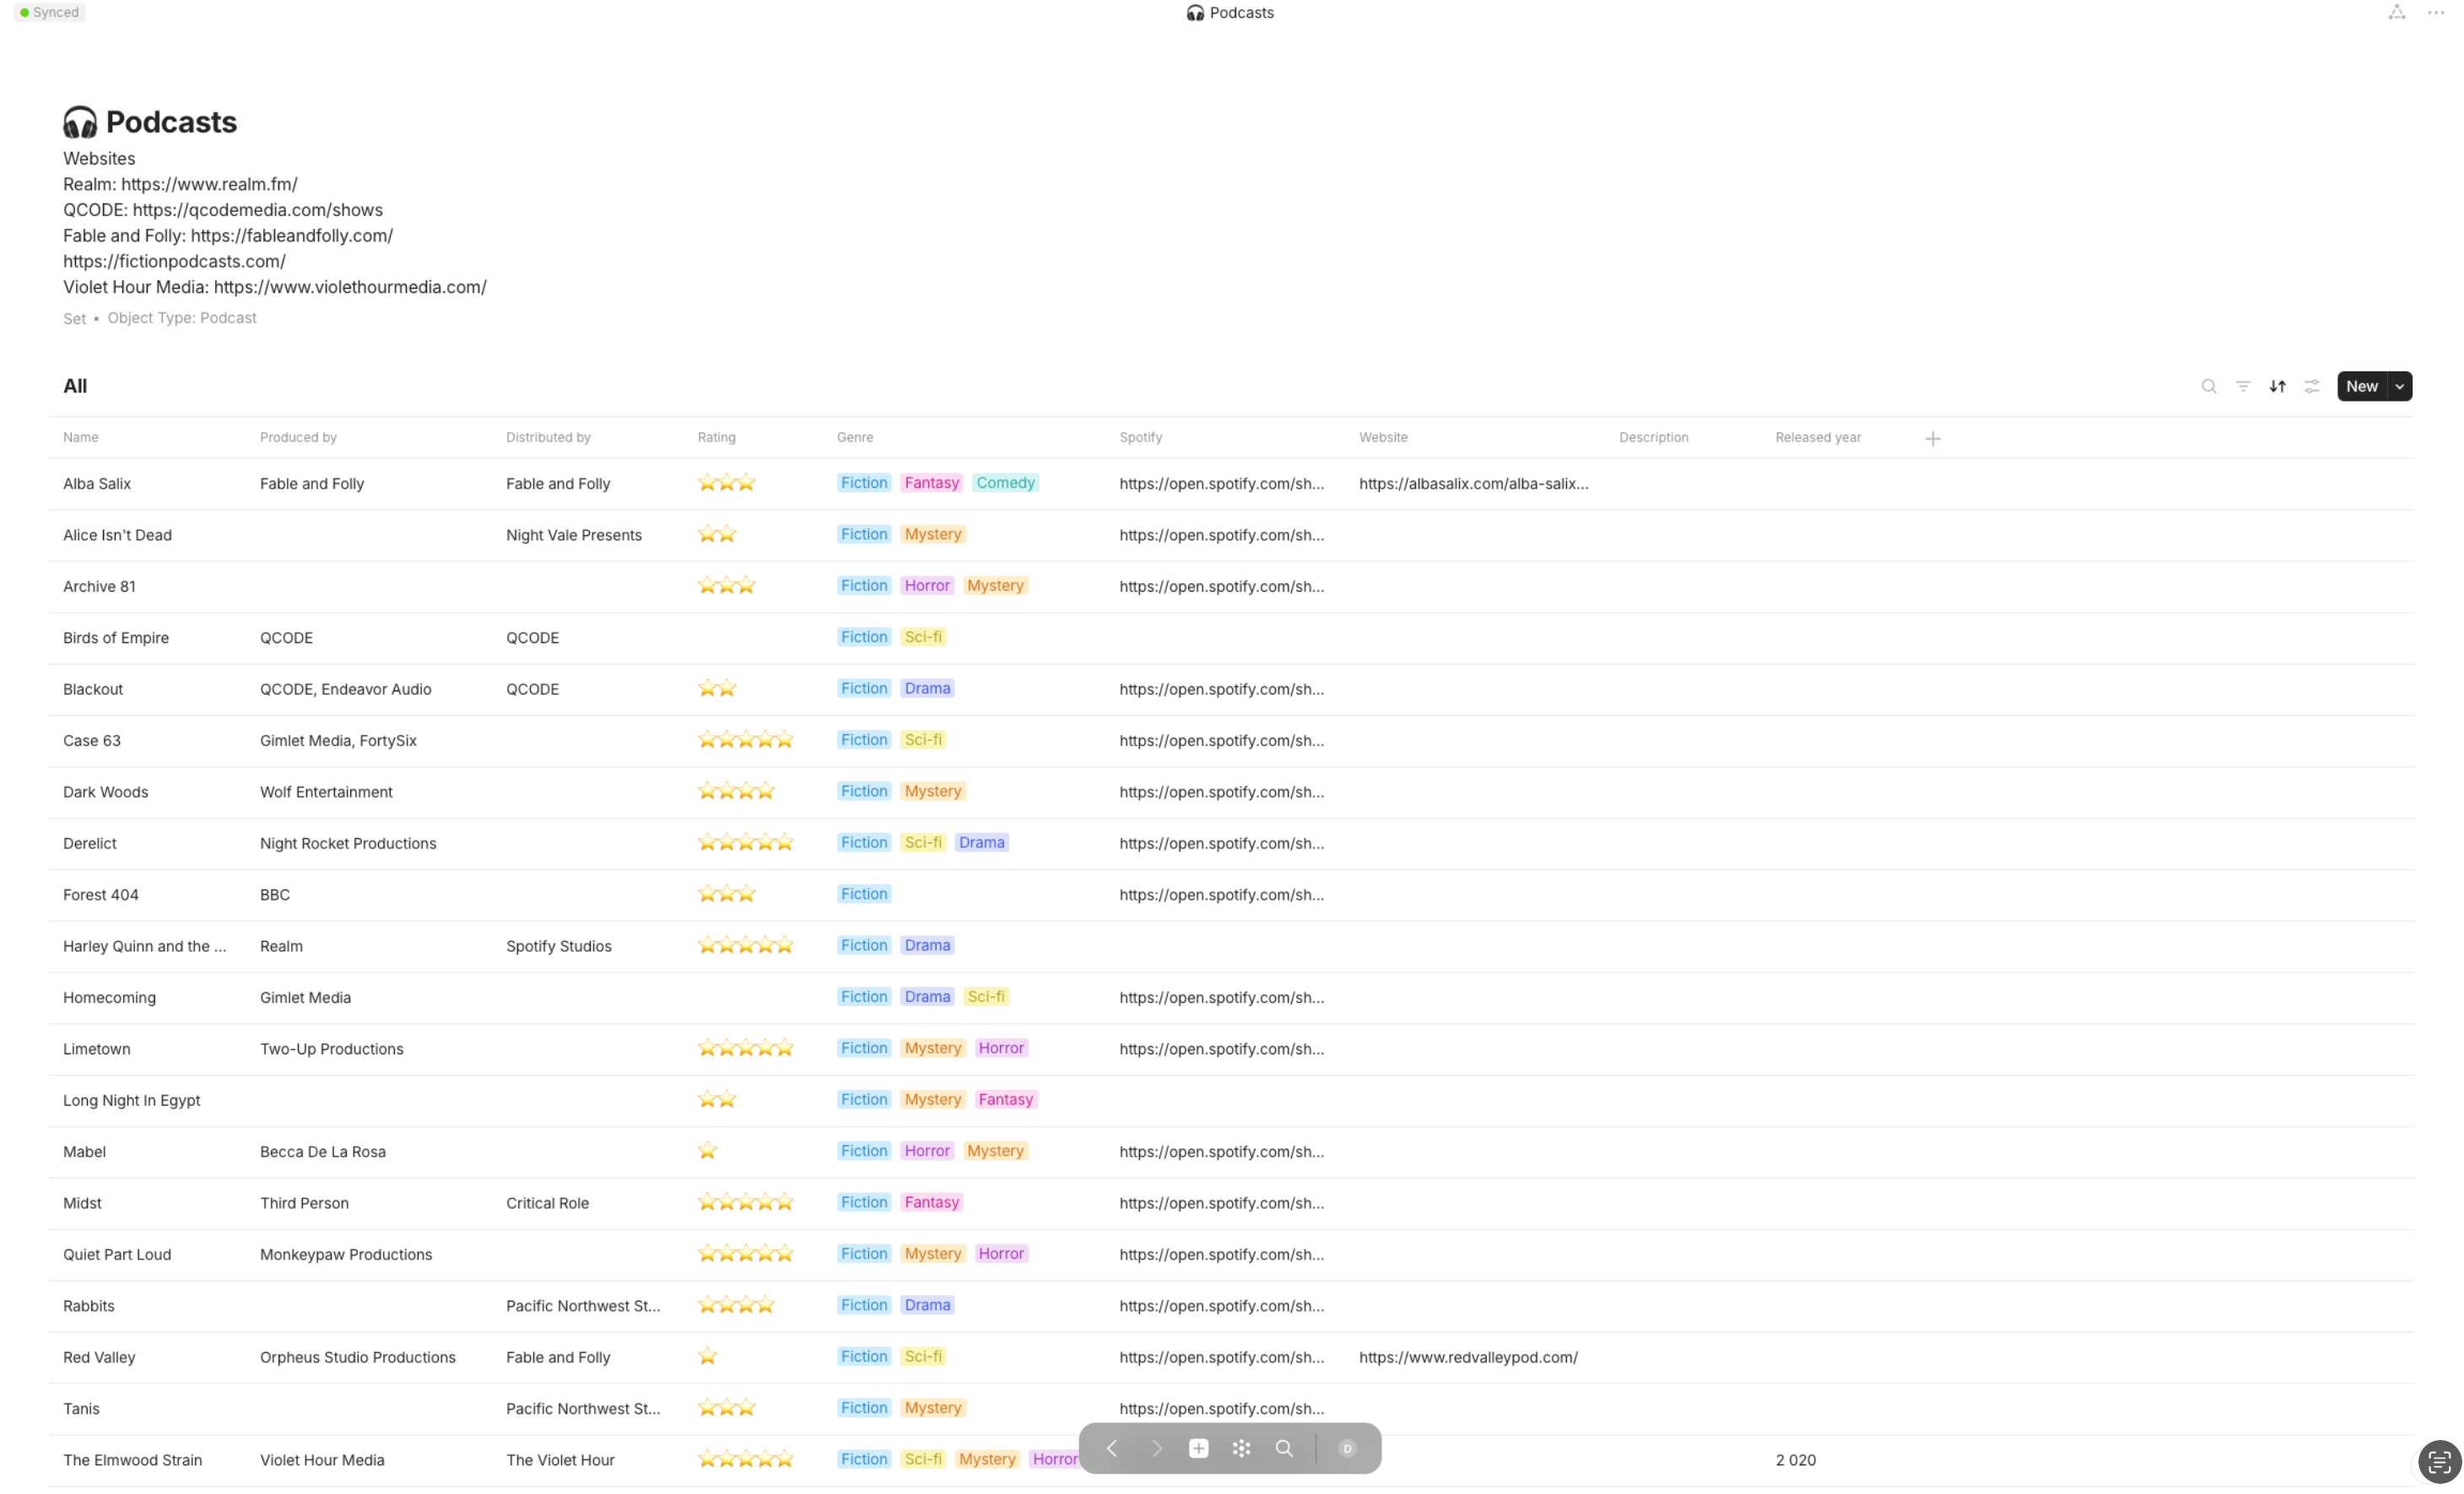 Synced
Podcasts
Podcasts
Websites
Realm: https://www.realm.fm/
QCODE: https://qcodemedia.com/shows
Fable and Folly: https://fableandfolly.com/
https://fictionpodcasts.com/
Violet Hour Media: https://www.violethourmedia.com/
Set • Object Type: Podcast
All New
Name Produced by Distributed by Rating Genre Spotify Website Description Released year
Alba Salix Fable and Folly Fable and Folly Fiction Fantasy Comedy https://open.spotify.com/sh... https://albasalix.com/alba-salix...
Alice Isn't Dead Night Vale Presents Fiction Mystery https://open.spotify.com/sh...
Archive 81 Fiction Horror Mystery https://open.spotify.com/sh...
Birds of Empire QCODE QCODE Fiction Sci-fi
Blackout QCODE, Endeavor Audio QCODE Fiction Drama https://open.spotify.com/sh...
Case 63 Gimlet Media, FortySix Fiction Sci-fi https://open.spotify.com/sh...
Dark Woods Wolf Entertainment Fiction Mystery https://open.spotify.com/sh...
Derelict Night Rocket Productions Fiction Sci-fi Drama https://open.spotify.com/sh...
Forest 404 BBC Fiction https://open.spotify.com/sh...
Harley Quinn and the ... Realm Spotify Studios Fiction Drama
Homecoming Gimlet Media Fiction Drama Sci-fi https://open.spotify.com/sh...
Limetown Two-Up Productions Fiction Mystery Horror https://open.spotify.com/sh...
Long Night In Egypt Fiction Mystery Fantasy
Mabel Becca De La Rosa Fiction Horror Mystery https://open.spotify.com/sh...
Midst Third Person Critical Role Fiction Fantasy https://open.spotify.com/sh...
Quiet Part Loud Monkeypaw Productions Fiction Mystery Horror https://open.spotify.com/sh...
Rabbits Pacific Northwest St... Fiction Drama https://open.spotify.com/sh...
Red Valley Orpheus Studio Productions Fable and Folly Fiction Sci-fi https://open.spotify.com/sh... https://www.redvalleypod.com/
Tanis Pacific Northwest St... Fiction Mystery https://open.spotify.com/sh...
The Elmwood Strain Violet Hour Media The Violet Hour Fiction Sci-fi Mystery Horror 2 020
D